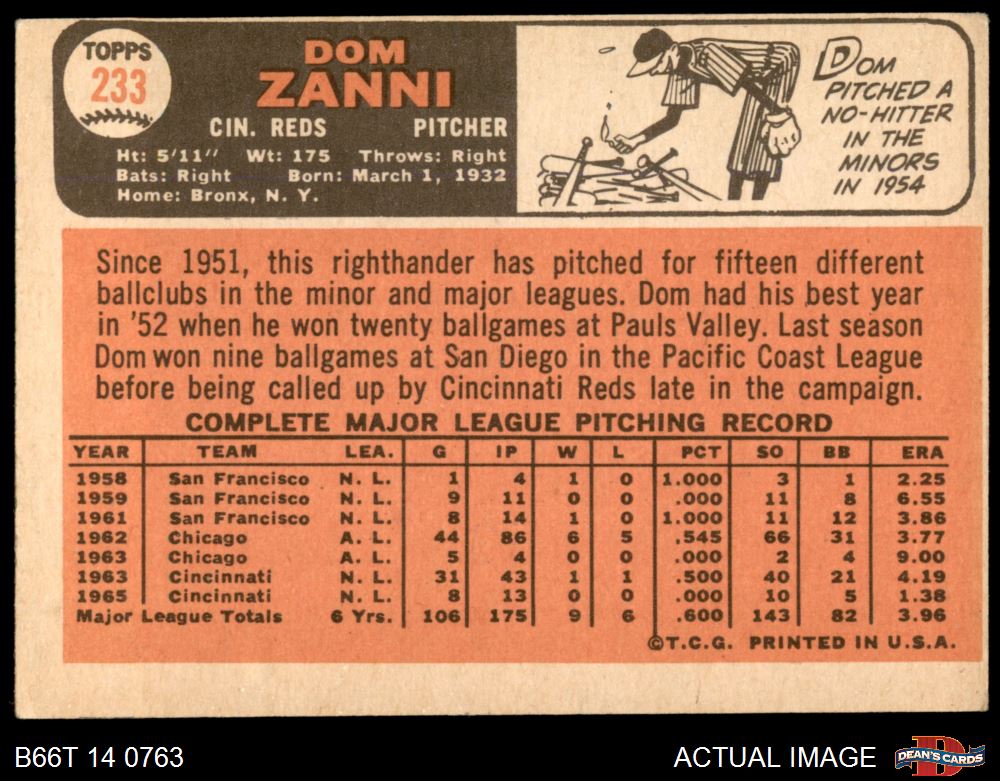 TOPPS
233
DOM
ZANNI
CIN. REDS PITCHER
Ht: 5'11" Wt: 175 Throws: Right
Bats: Right Born: March 1, 1932
Home: Bronx, N. Y.
DOM
PITCHED A
NO-HITTER
IN THE
MINORS
IN 1954
Since 1951, this righthander has pitched for fifteen different
ballclubs in the minor and major leagues. Dom had his best year
in '52 when he won twenty ballgames at Pauls Valley. Last season
Dom won nine ballgames at San Diego in the Pacific Coast League
before being called up by Cincinnati Reds late in the campaign.
COMPLETE MAJOR LEAGUE PITCHING RECORD
YEAR TEAM LEA. G IP W L PCT SO BB ERA
1958 San Francisco N. L. 1 4 1 0 1.000 3 1 2.25
1959 San Francisco N. L. 9 11 0 0 .000 11 8 6.55
1961 San Francisco N. L. 8 14 1 0 1.000 11 12 3.86
1962 Chicago A. L. 44 86 6 5 .545 66 31 3.77
1963 Chicago A. L. 5 4 0 0 .000 2 4 9.00
1963 Cincinnati N. L. 31 43 1 1 .500 40 21 4.19
1965 Cincinnati N. L. 8 13 0 0 .000 10 5 1.38
Major League Totals 6 Yrs. 106 175 9 6 .600 143 82 3.96
©T.C.G. PRINTED IN U.S.A.
B66T 14 0763
ACTUAL IMAGE
D
DEAN'S CARDS